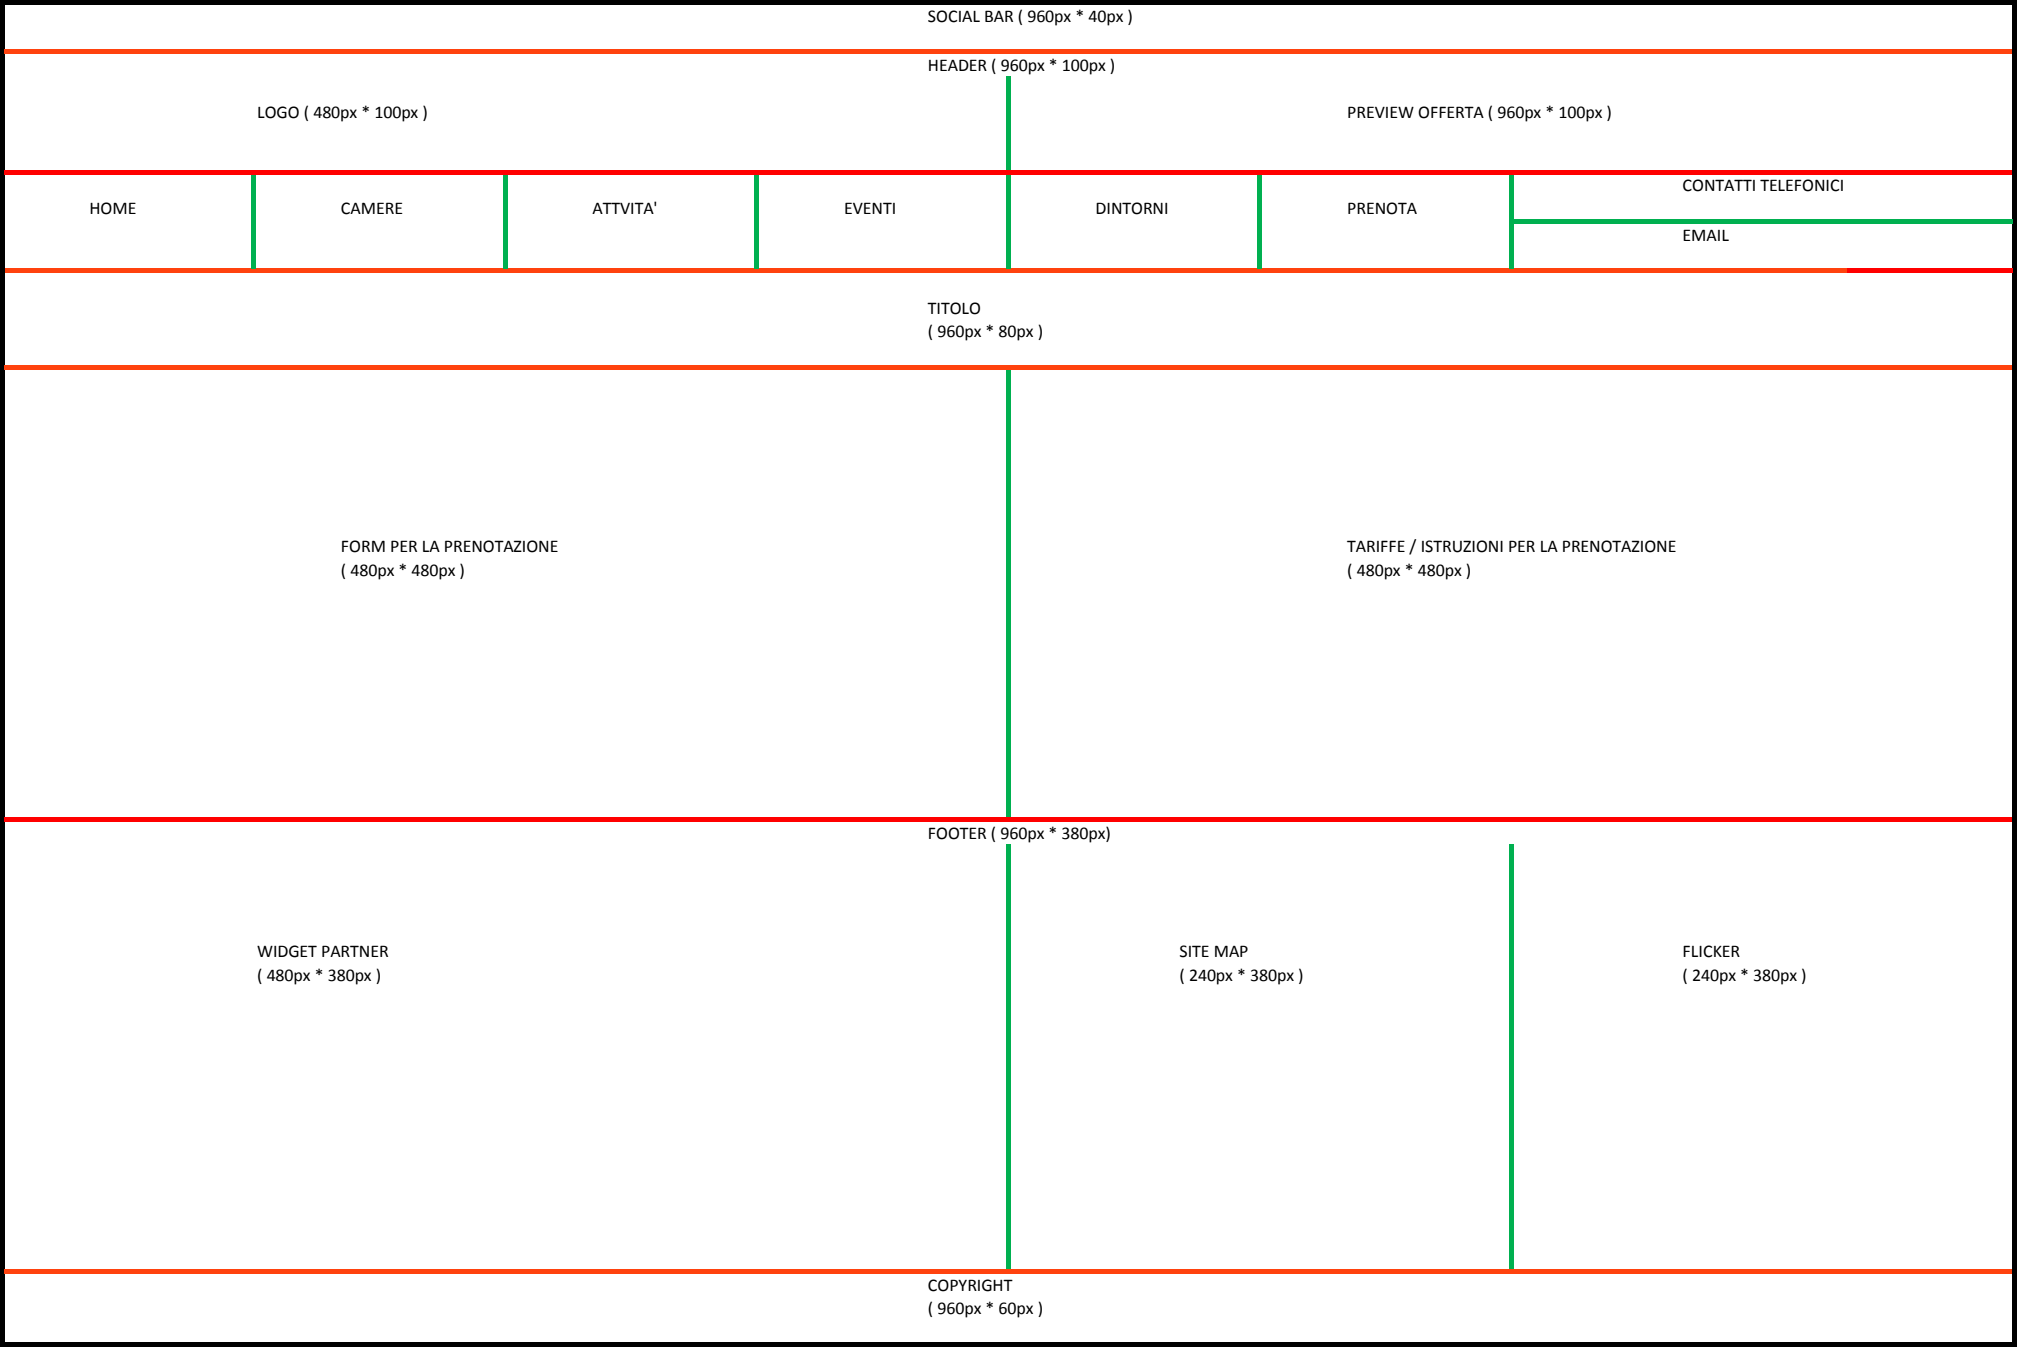 SOCIAL BAR ( 960px * 40px )
HEADER ( 960px * 100px )
LOGO ( 480px * 100px )
PREVIEW OFFERTA ( 960px * 100px )
HOME
CAMERE
ATTVITA'
EVENTI
DINTORNI
PRENOTA
CONTATTI TELEFONICI
EMAIL
TITOLO
( 960px * 80px )
FORM PER LA PRENOTAZIONE
( 480px * 480px )
TARIFFE / ISTRUZIONI PER LA PRENOTAZIONE
( 480px * 480px )
FOOTER ( 960px * 380px)
WIDGET PARTNER
( 480px * 380px )
SITE MAP
( 240px * 380px )
FLICKER
( 240px * 380px )
COPYRIGHT
( 960px * 60px )